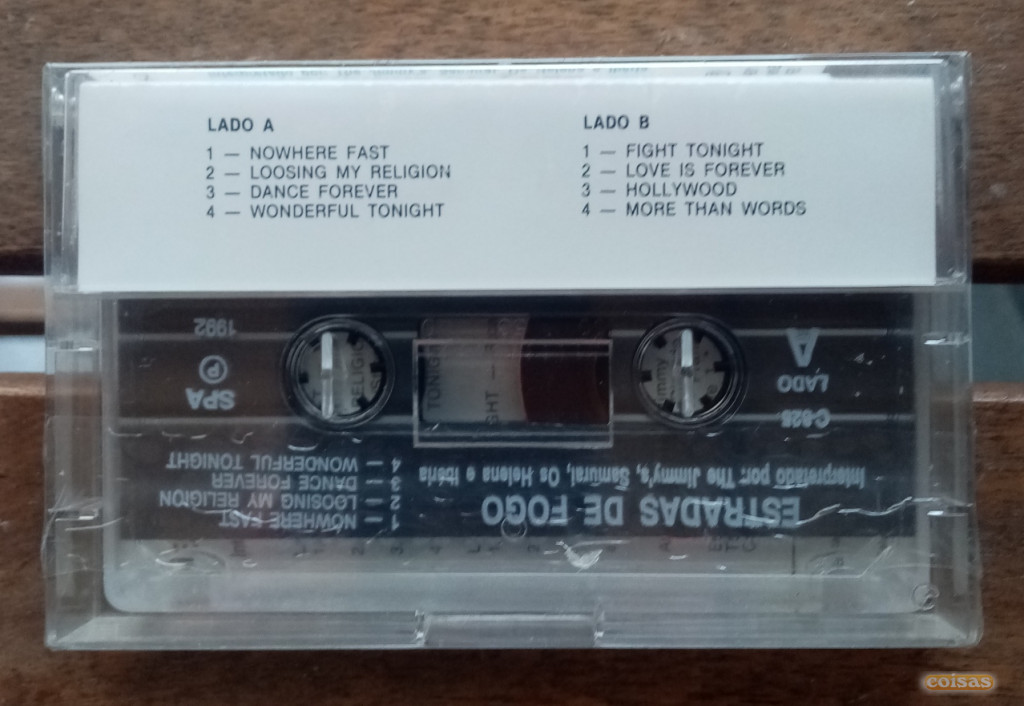 LADO A
1 — NOWHERE FAST
2 — LOOSING MY RELIGION
3 — DANCE FOREVER
4 — WONDERFUL TONIGHT
LADO B
1 — FIGHT TONIGHT
2 — LOVE IS FOREVER
3 — HOLLYWOOD
4 — MORE THAN WORDS
ESTRADAS DE FOGO
Interpretado por: The Jimmy's, Samurai, Os Helena e Ibéria
1 — NOWHERE FAST
2 — LOOSING MY RELIGION
3 — DANCE FOREVER
4 — WONDERFUL TONIGHT
C-625
LADO
A
SPA
P
1992
coisas